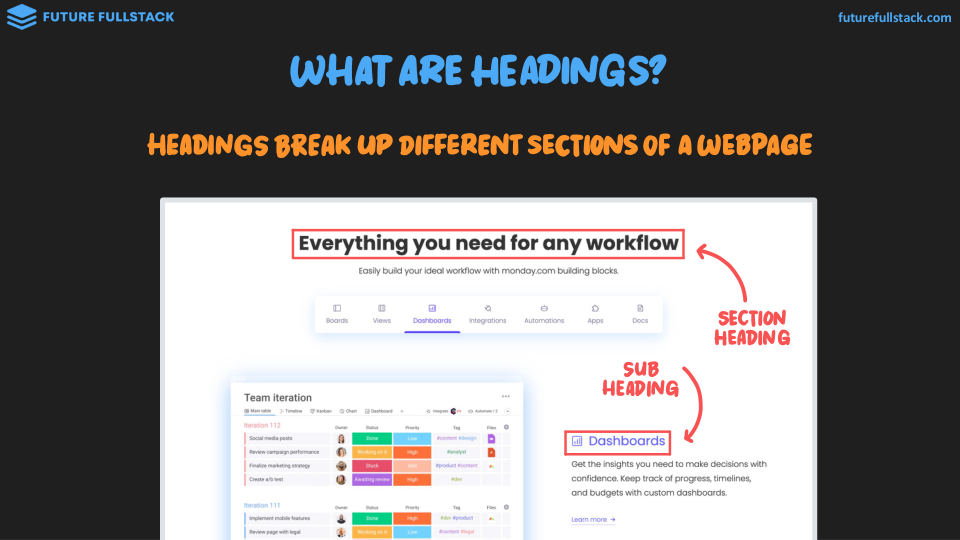 FUTURE FULLSTACK
futurefullstack.com
WHAT ARE HEADINGS?
HEADINGS BREAK UP DIFFERENT SECTIONS OF A WEBPAGE
Everything you need for any workflow
Easily build your ideal workflow with monday.com building blocks.
Boards Views Dashboards Integrations Automations Apps Docs
SECTION
HEADING
SUB
HEADING
Team iteration
Main table Timeline Kanban Chart Dashboard + Integrate Automate / 2
Iteration 112 Owner Status Priority Tag Files
Social media posts Done Low #content #design
Review campaign performance Working on it High #analyst
Finalize marketing strategy Stuck #product #content
Create a/b test Awaiting review High #dev
Iteration 111 Owner Status Priority Tag Files
Implement mobile features Done High #dev #product
Review page with legal Working on it Low #content #legal
Dashboards
Get the insights you need to make decisions with
confidence. Keep track of progress, timelines,
and budgets with custom dashboards.
Learn more →